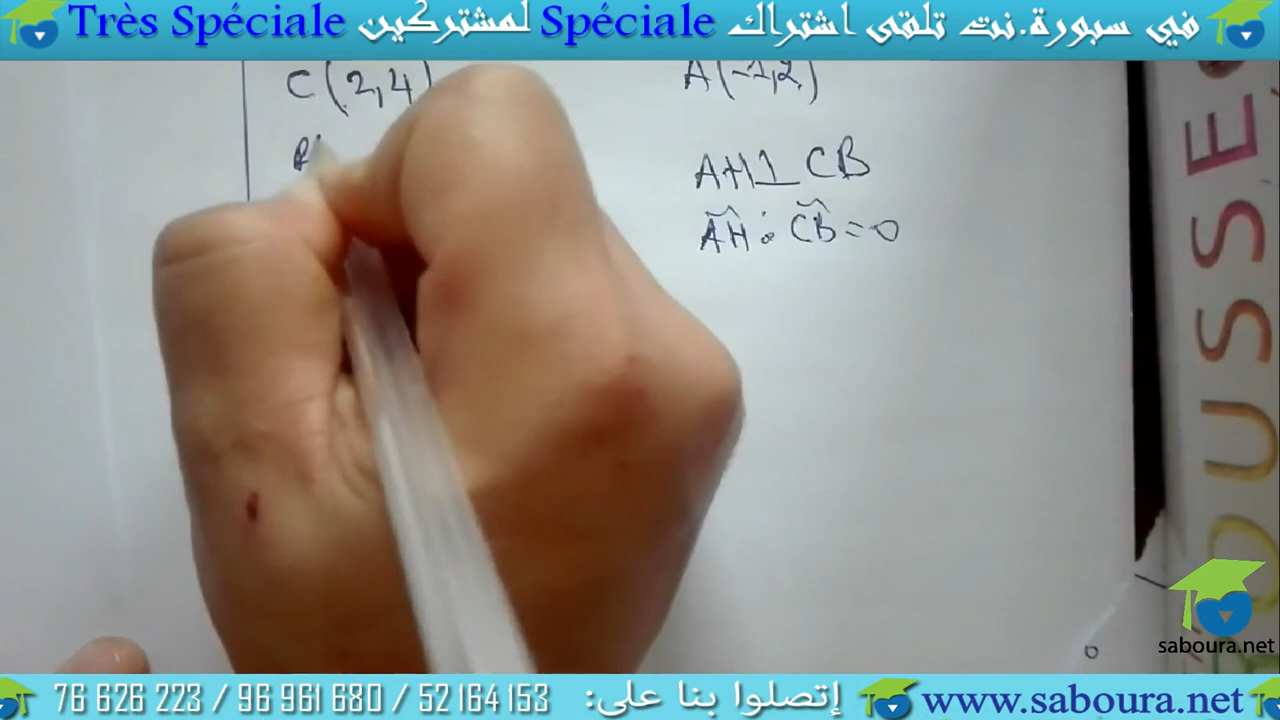 في سبورة.نت تلقى اشتراك Spéciale لمشتركين Très Spéciale
C(2,4)
A(-1,2)
AH ⊥ CB
AH . CB = 0
saboura.net
76 626 223 / 96 961 680 / 52 164 153 إتصلوا بنا على: www.saboura.net